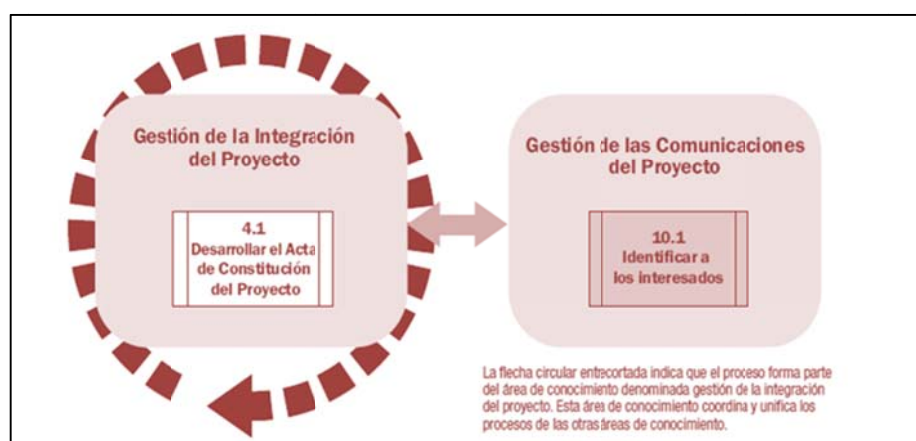 Gestión de la Integración
del Proyecto
4.1
Desarrollar el Acta
de Constitución
del Proyecto
Gestión de las Comunicaciones
del Proyecto
10.1
Identificar a
los interesados
La flecha circular entrecortada indica que el proceso forma parte
del área de conocimiento denominada gestión de la integración
del proyecto. Esta área de conocimiento coordina y unifica los
procesos de las otras áreas de conocimiento.